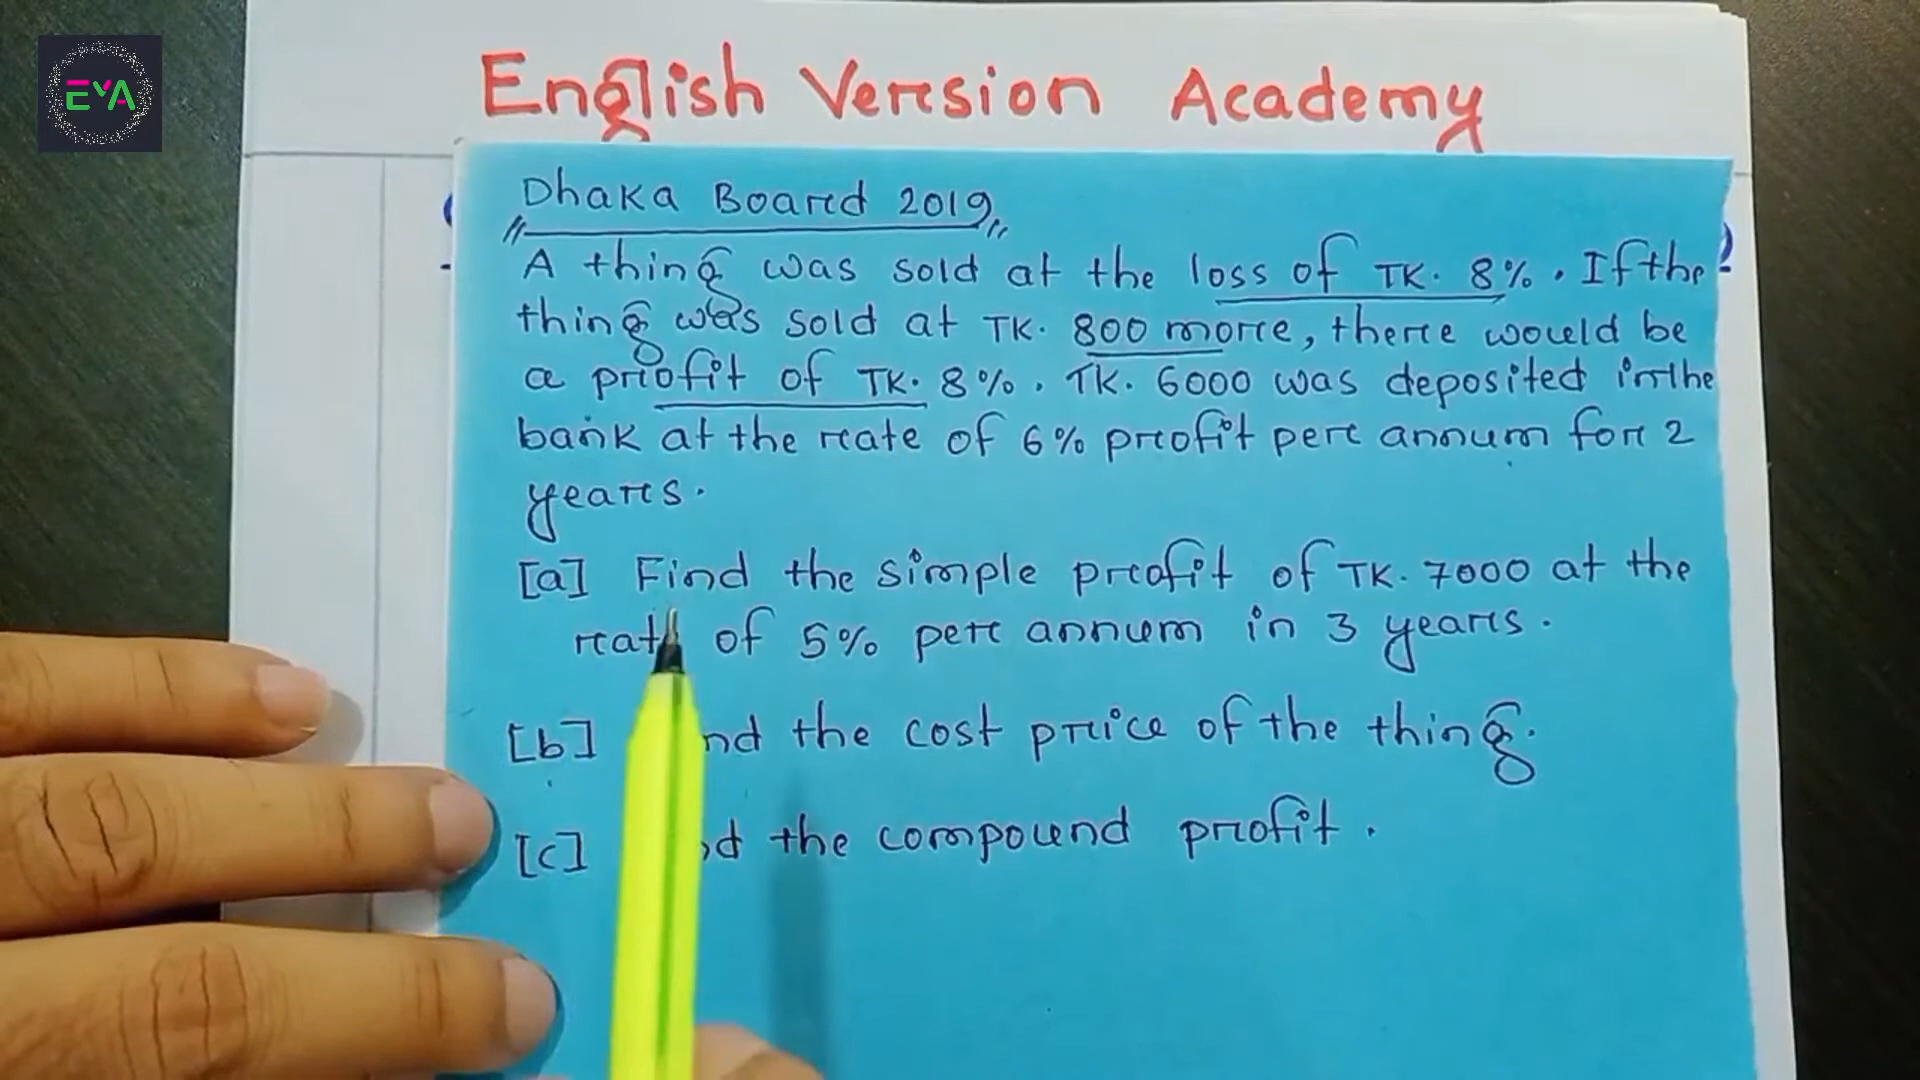 EVA
English Version Academy
Dhaka Board 2019
A thing was sold at the loss of TK. 8%. If the
thing was sold at TK. 800 more, there would be
a profit of TK. 8%. TK. 6000 was deposited in the
bank at the rate of 6% profit per annum for 2
years.
[a] Find the simple profit of TK. 7000 at the
rate of 5% per annum in 3 years.
[b] nd the cost price of the thing.
[c] d the compound profit.